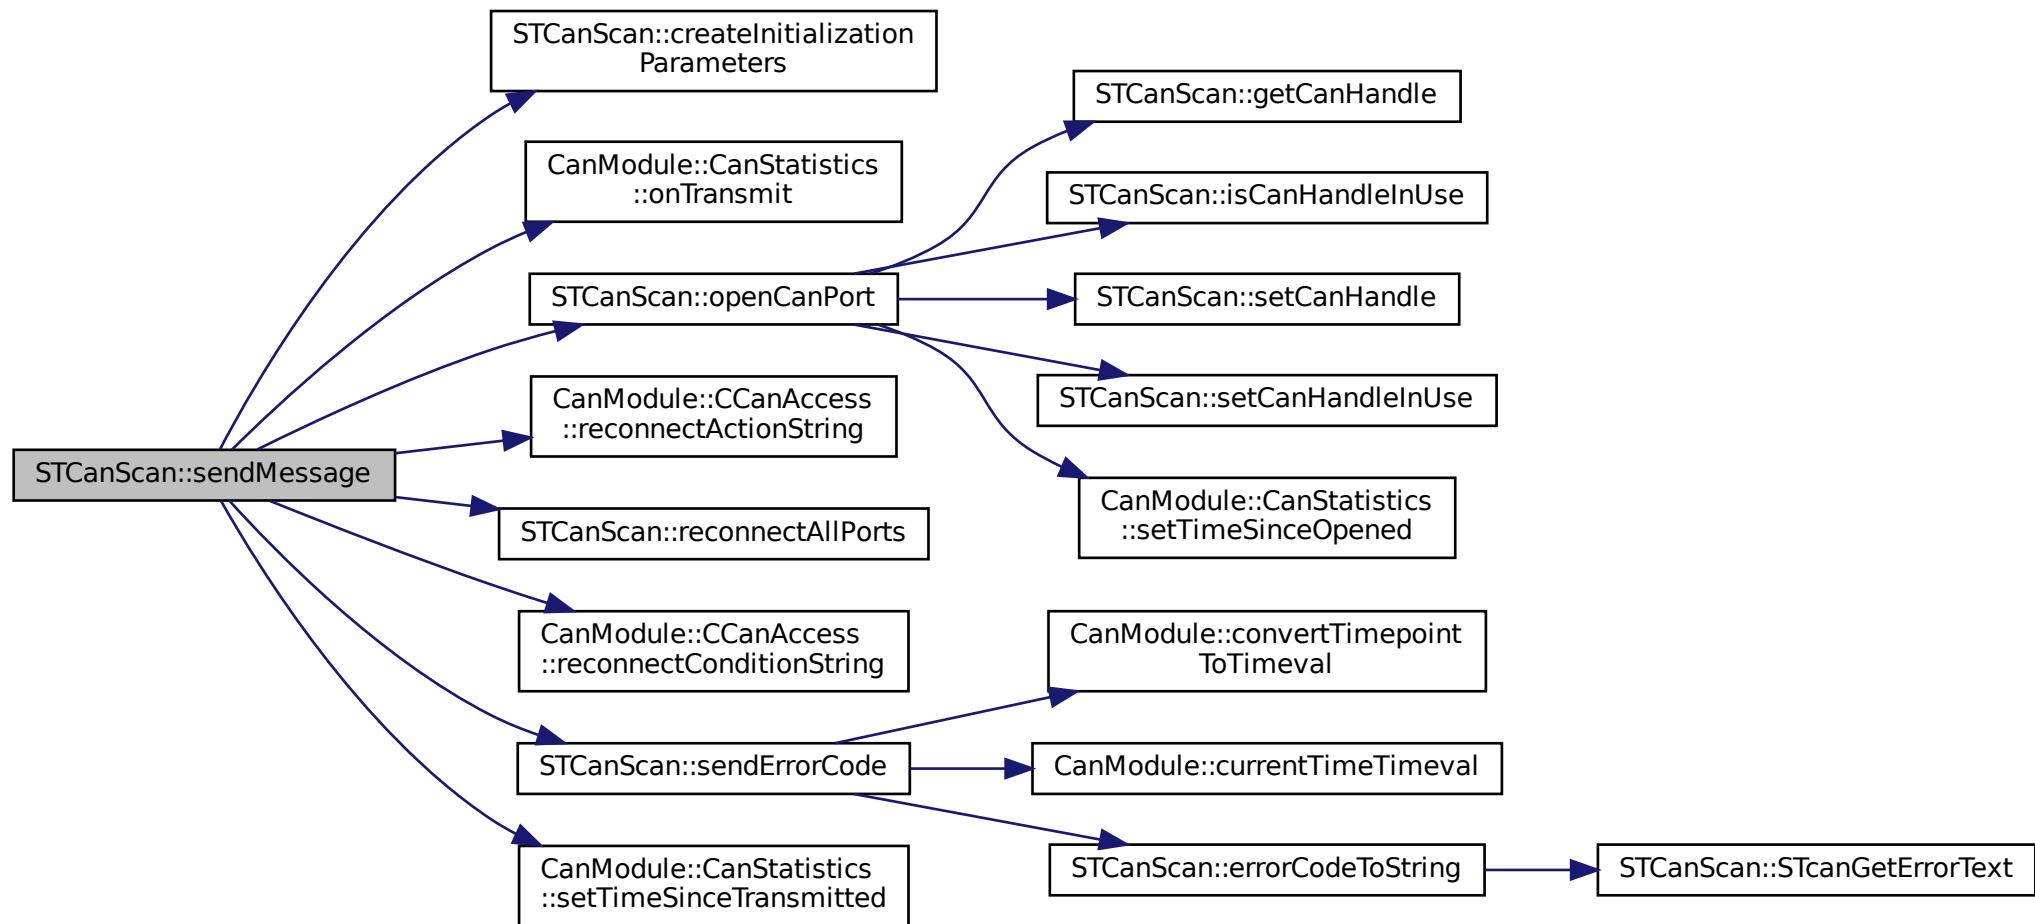 STCanScan::sendMessage
STCanScan::createInitialization
Parameters
CanModule::CanStatistics
::onTransmit
STCanScan::openCanPort
STCanScan::getCanHandle
STCanScan::isCanHandleInUse
STCanScan::setCanHandle
STCanScan::setCanHandleInUse
CanModule::CanStatistics
::setTimeSinceOpened
CanModule::CCanAccess
::reconnectActionString
STCanScan::reconnectAllPorts
CanModule::CCanAccess
::reconnectConditionString
STCanScan::sendErrorCode
CanModule::convertTimepoint
ToTimeval
CanModule::currentTimeTimeval
STCanScan::errorCodeToString
STCanScan::STcanGetErrorText
CanModule::CanStatistics
::setTimeSinceTransmitted